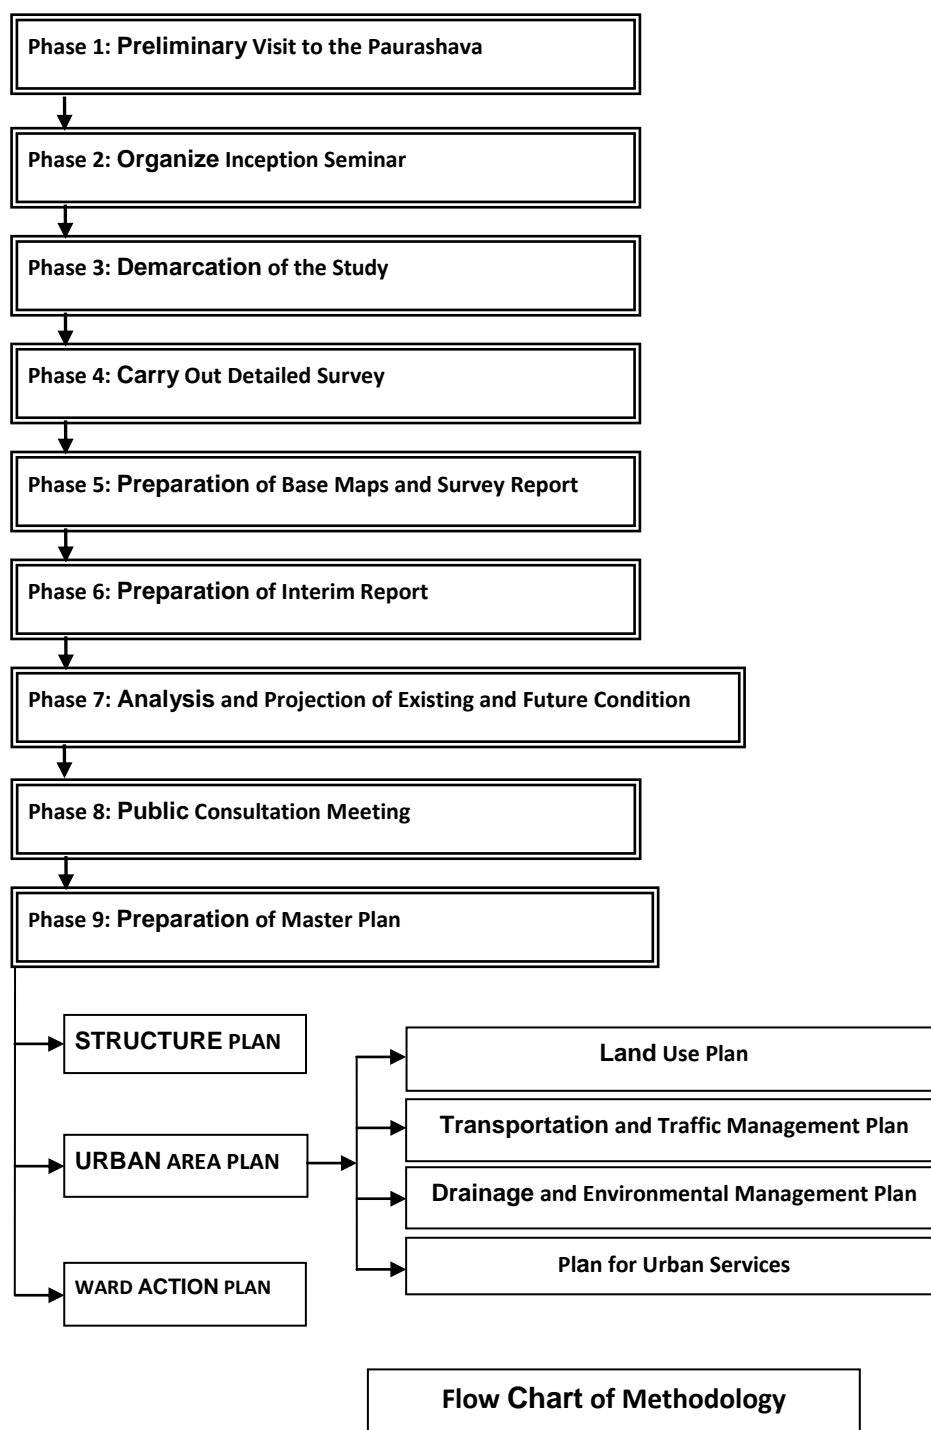 Phase 1: Preliminary Visit to the Paurashava
Phase 2: Organize Inception Seminar
Phase 3: Demarcation of the Study
Phase 4: Carry Out Detailed Survey
Phase 5: Preparation of Base Maps and Survey Report
Phase 6: Preparation of Interim Report
Phase 7: Analysis and Projection of Existing and Future Condition
Phase 8: Public Consultation Meeting
Phase 9: Preparation of Master Plan
STRUCTURE PLAN
URBAN AREA PLAN
WARD ACTION PLAN
Land Use Plan
Transportation and Traffic Management Plan
Drainage and Environmental Management Plan
Plan for Urban Services
Flow Chart of Methodology